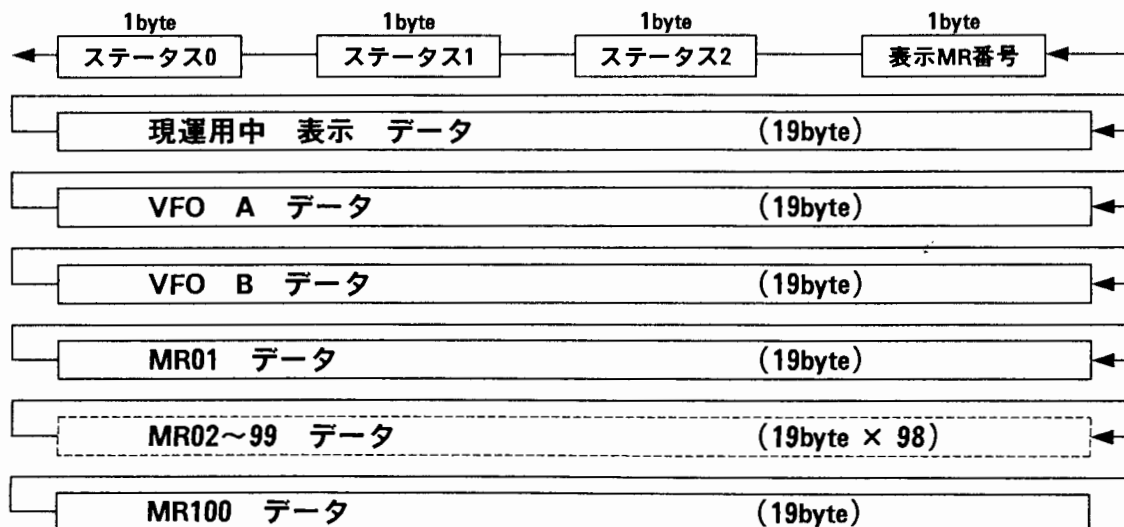 1byte 1byte 1byte 1byte
ステータス0 ステータス1 ステータス2 表示MR番号
現運用中 表示 データ (19byte)
VFO A データ (19byte)
VFO B データ (19byte)
MR01 データ (19byte)
MR02～99 データ (19byte × 98)
MR100 データ (19byte)